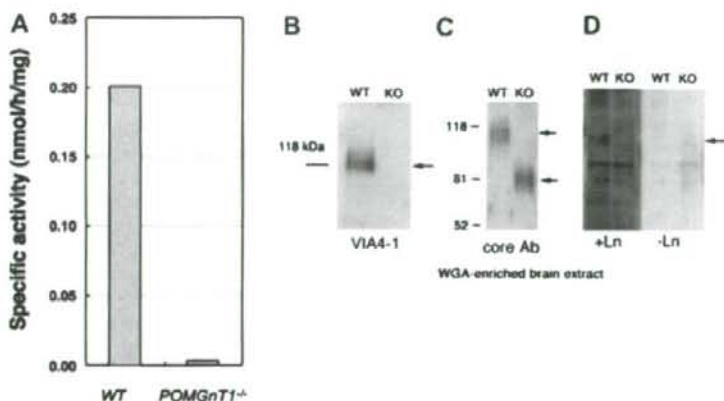 A
B
C
D
Specific activity (nmol/h/mg)
0.25
0.20
0.15
0.10
0.05
0.00
WT
POMGnT1-/-
WT KO
118 kDa
VIA4-1
WT KO
118
81
52
core Ab
WT KO WT KO
+Ln -Ln
WGA-enriched brain extract